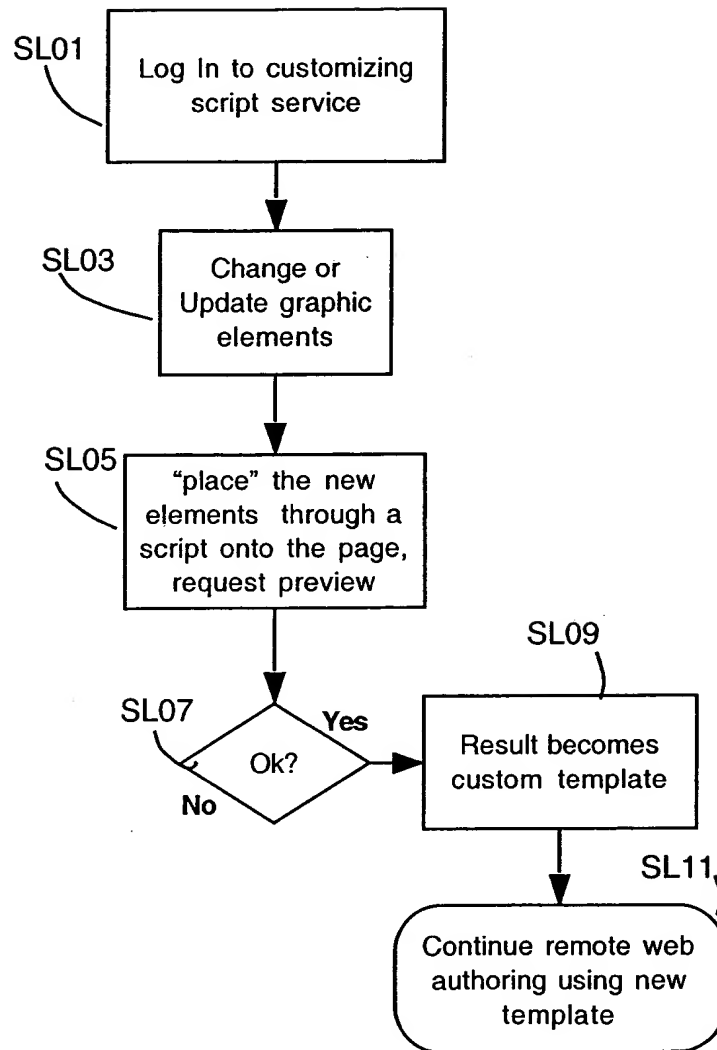 SL01
Log In to customizing
script service
SL03
Change or
Update graphic
elements
SL05
“place” the new
elements through a
script onto the page,
request preview
SL07
Ok?
Yes
No
SL09
Result becomes
custom template
SL11
Continue remote web
authoring using new
template